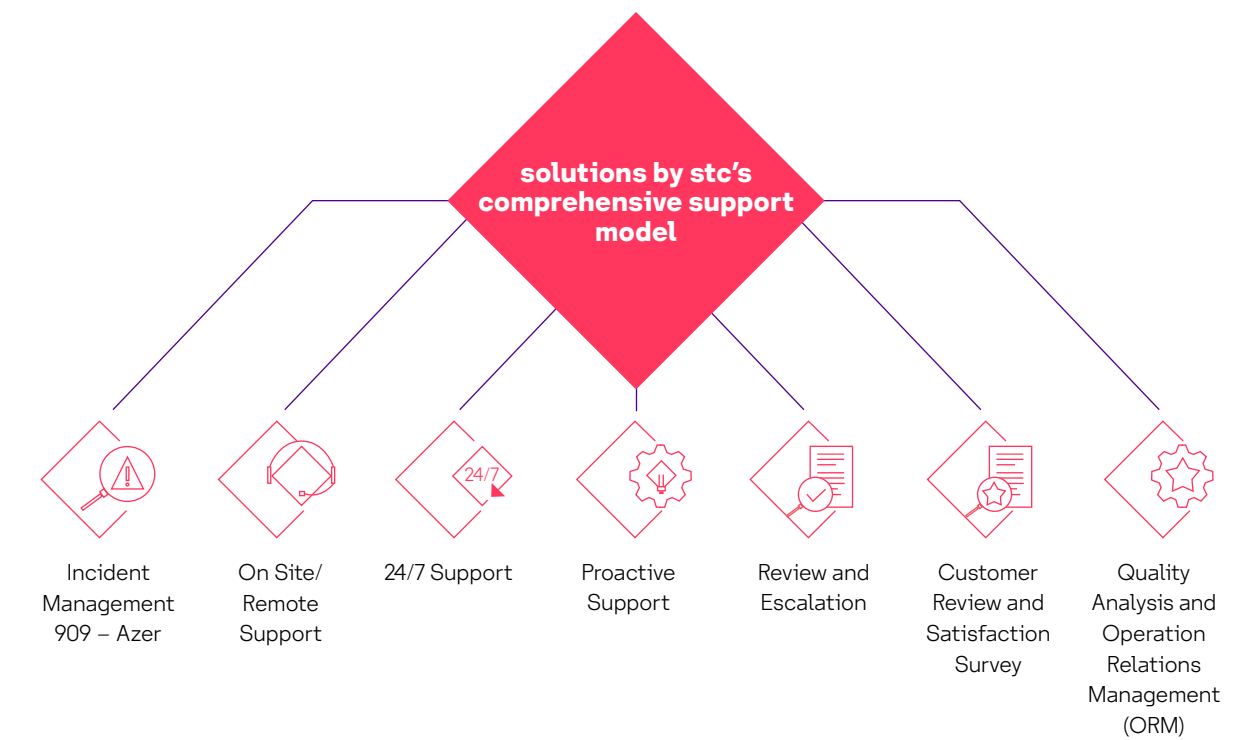 solutions by stc's
comprehensive support
model
24/7
Incident
Management
909 – Azer
On Site/
Remote
Support
24/7 Support
Proactive
Support
Review and
Escalation
Customer
Review and
Satisfaction
Survey
Quality
Analysis and
Operation
Relations
Management
(ORM)